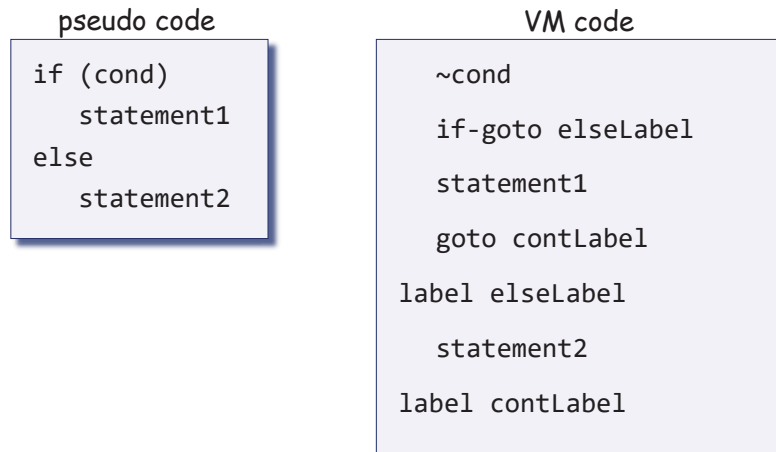 pseudo code
if (cond)
statement1
else
statement2
VM code
~cond
if-goto elseLabel
statement1
goto contLabel
label elseLabel
statement2
label contLabel